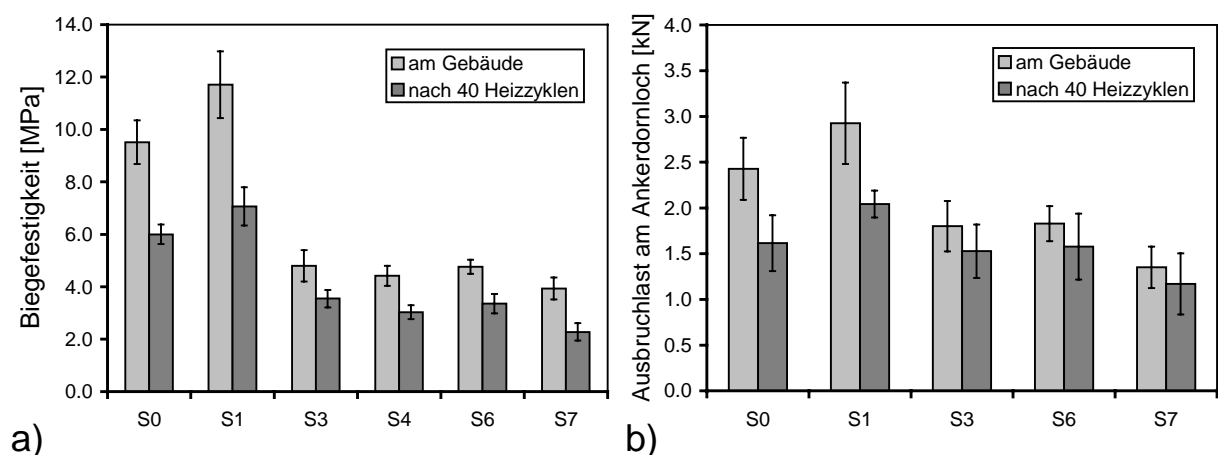 14.0
12.0
10.0
8.0
6.0
4.0
2.0
0.0
Biegefestigkeit [MPa]
am Gebäude
nach 40 Heizzyklen
S0 S1 S3 S4 S6 S7
a)
4.0
3.5
3.0
2.5
2.0
1.5
1.0
0.5
0.0
Ausbruchlast am Ankerdornloch [kN]
am Gebäude
nach 40 Heizzyklen
S0 S1 S3 S6 S7
b)